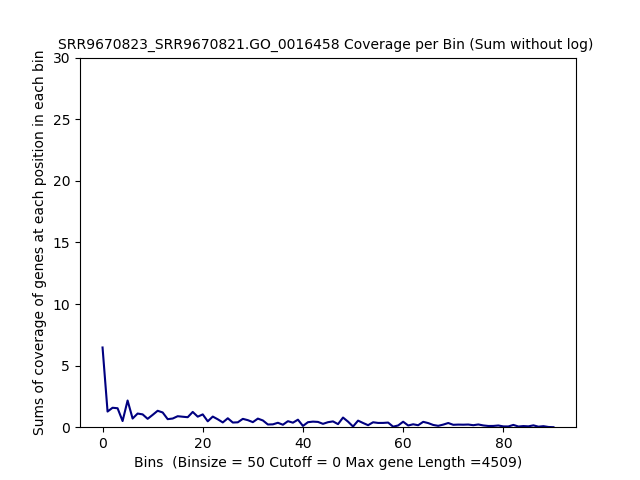 SRR9670823_SRR9670821.GO_0016458 Coverage per Bin (Sum without log)
Sums of coverage of genes at each position in each bin
30
25
20
15
10
5
0
0 20 40 60 80
Bins  (Binsize = 50 Cutoff = 0 Max gene Length =4509)